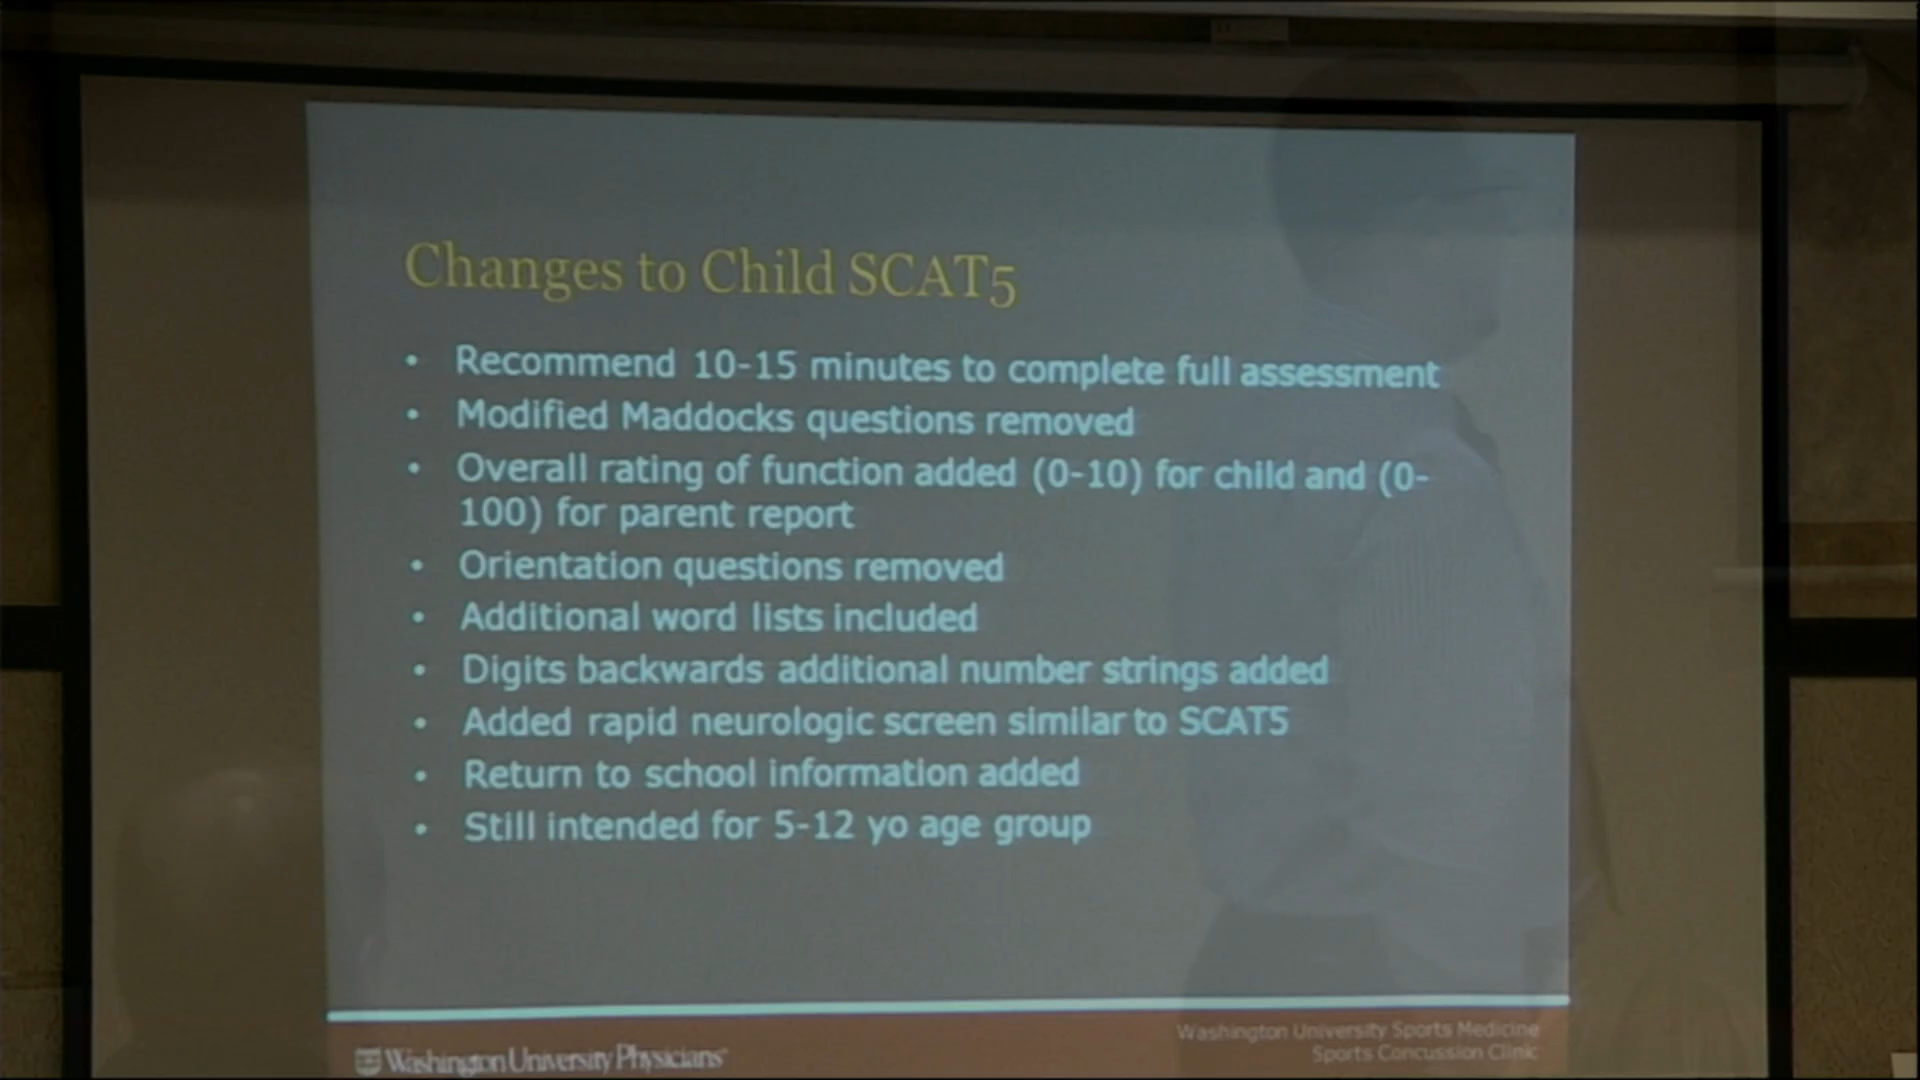 Changes to Child SCAT5
• Recommend 10-15 minutes to complete full assessment
• Modified Maddocks questions removed
• Overall rating of function added (0-10) for child and (0-
100) for parent report
• Orientation questions removed
• Additional word lists included
• Digits backwards additional number strings added
• Added rapid neurologic screen similar to SCAT5
• Return to school information added
• Still intended for 5-12 yo age group
Washington University Physicians
Washington University Sports Medicine
Sports Concussion Clinic